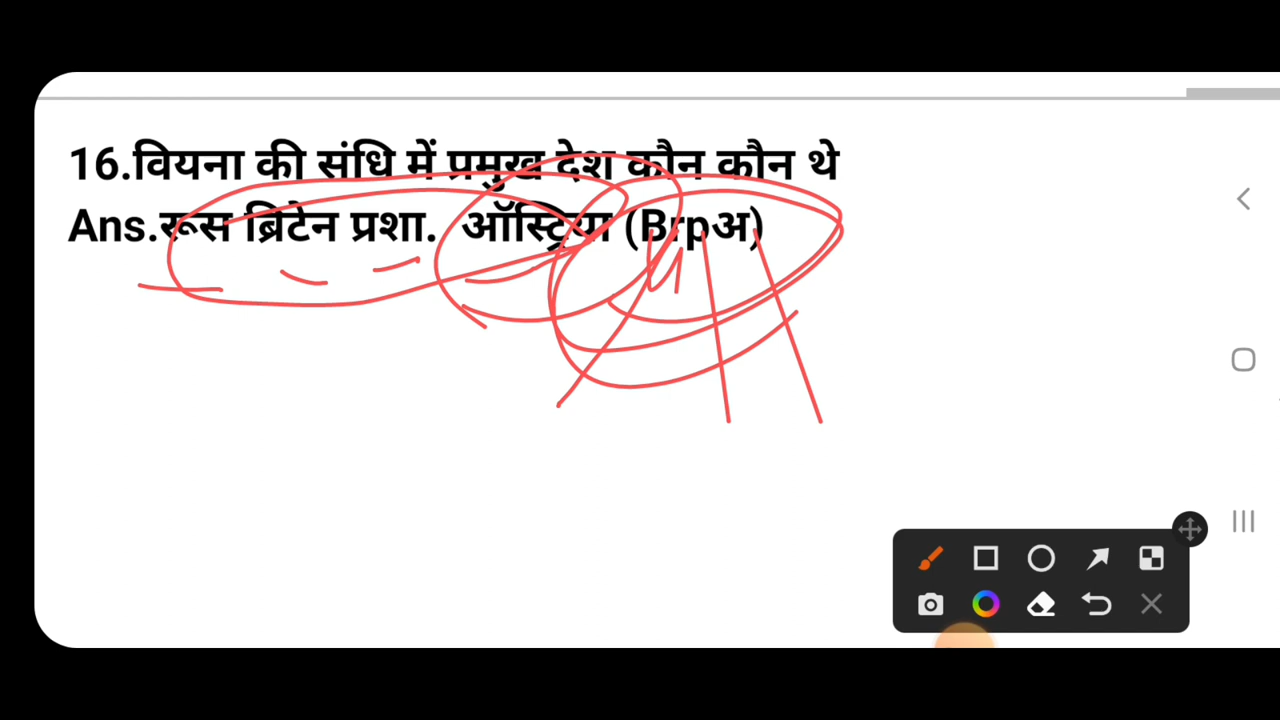 16.वियना की संधि में प्रमुख देश कौन कौन थे
Ans.रूस ब्रिटेन प्रशा. ऑस्ट्रिया (Brpअ)